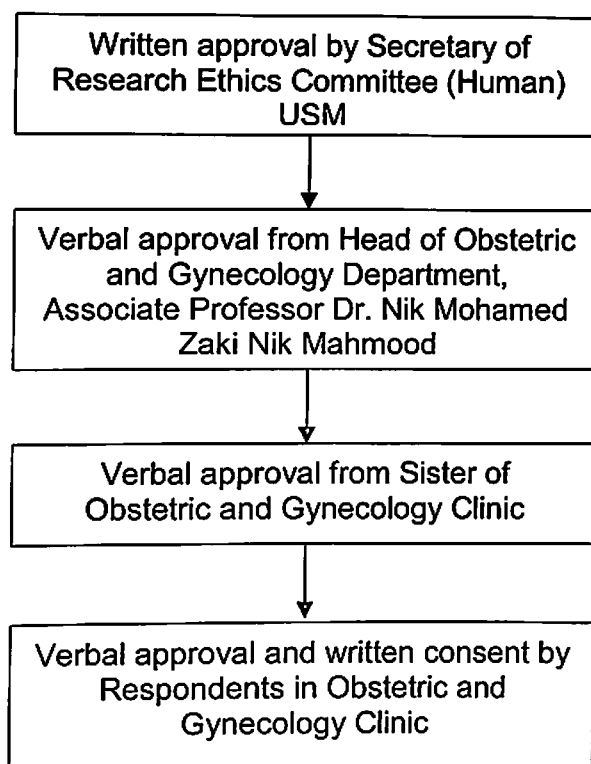 Written approval by Secretary of
Research Ethics Committee (Human)
USM
Verbal approval from Head of Obstetric
and Gynecology Department,
Associate Professor Dr. Nik Mohamed
Zaki Nik Mahmood
Verbal approval from Sister of
Obstetric and Gynecology Clinic
Verbal approval and written consent by
Respondents in Obstetric and
Gynecology Clinic